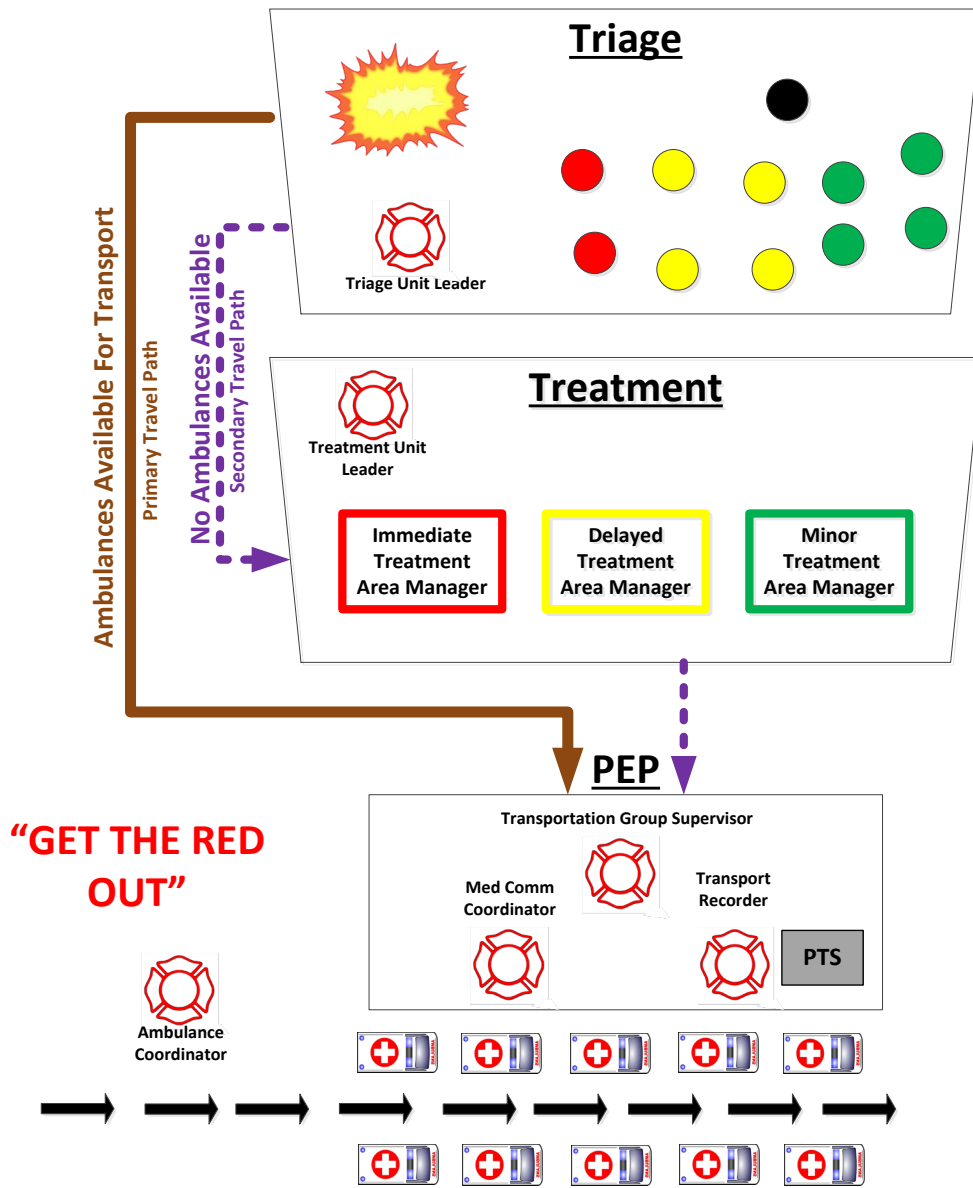 Triage
Triage Unit Leader
Ambulances Available For Transport
Primary Travel Path
No Ambulances Available
Secondary Travel Path
Treatment
Treatment Unit
Leader
Immediate
Treatment
Area Manager
Delayed
Treatment
Area Manager
Minor
Treatment
Area Manager
PEP
Transportation Group Supervisor
“GET THE RED
OUT”
Med Comm
Coordinator
Transport
Recorder
PTS
Ambulance
Coordinator